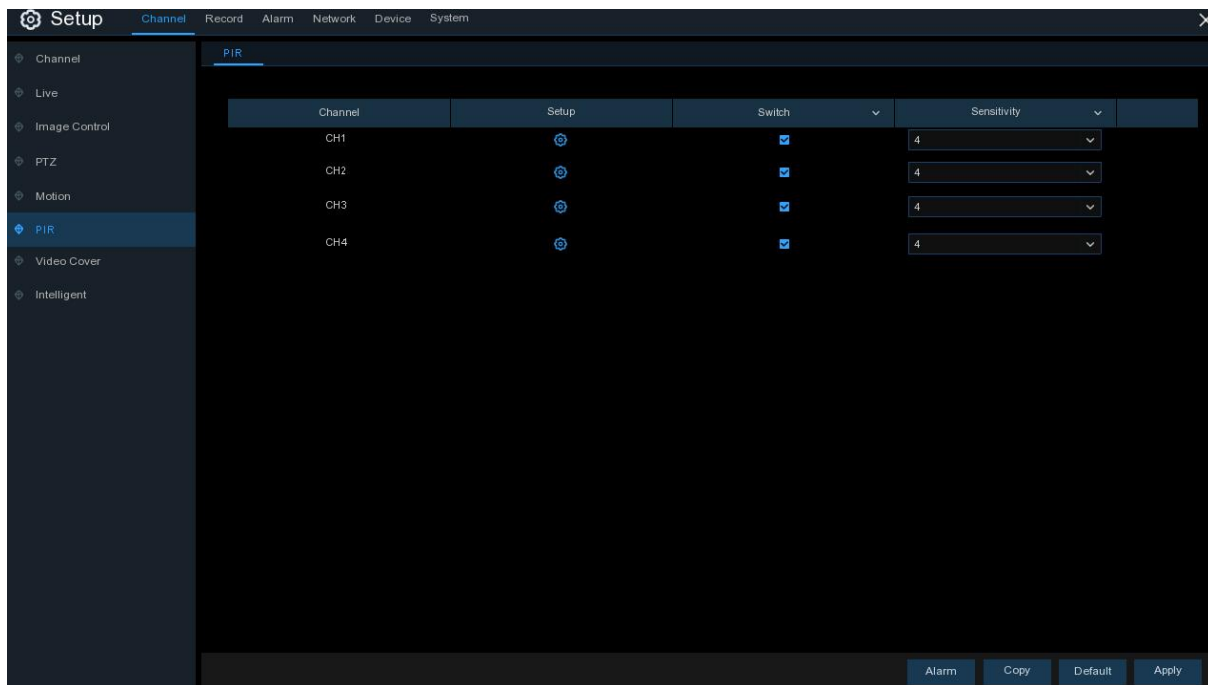 Setup Channel Record Alarm Network Device System
Channel
Live
Image Control
PTZ
Motion
PIR
Video Cover
Intelligent
PIR
Channel Setup Switch Sensitivity
CH1 4
CH2 4
CH3 4
CH4 4
Alarm Copy Default Apply